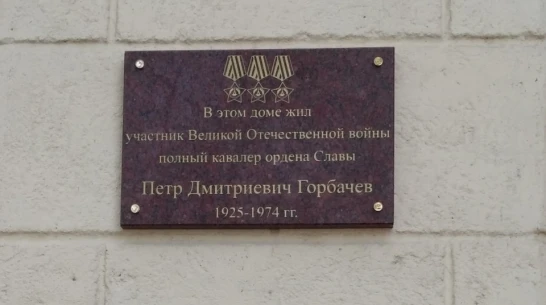 В этом доме жил
участник Великой Отечественной войны
полный кавалер ордена Славы
Петр Дмитриевич Горбачев
1925-1974 гг.